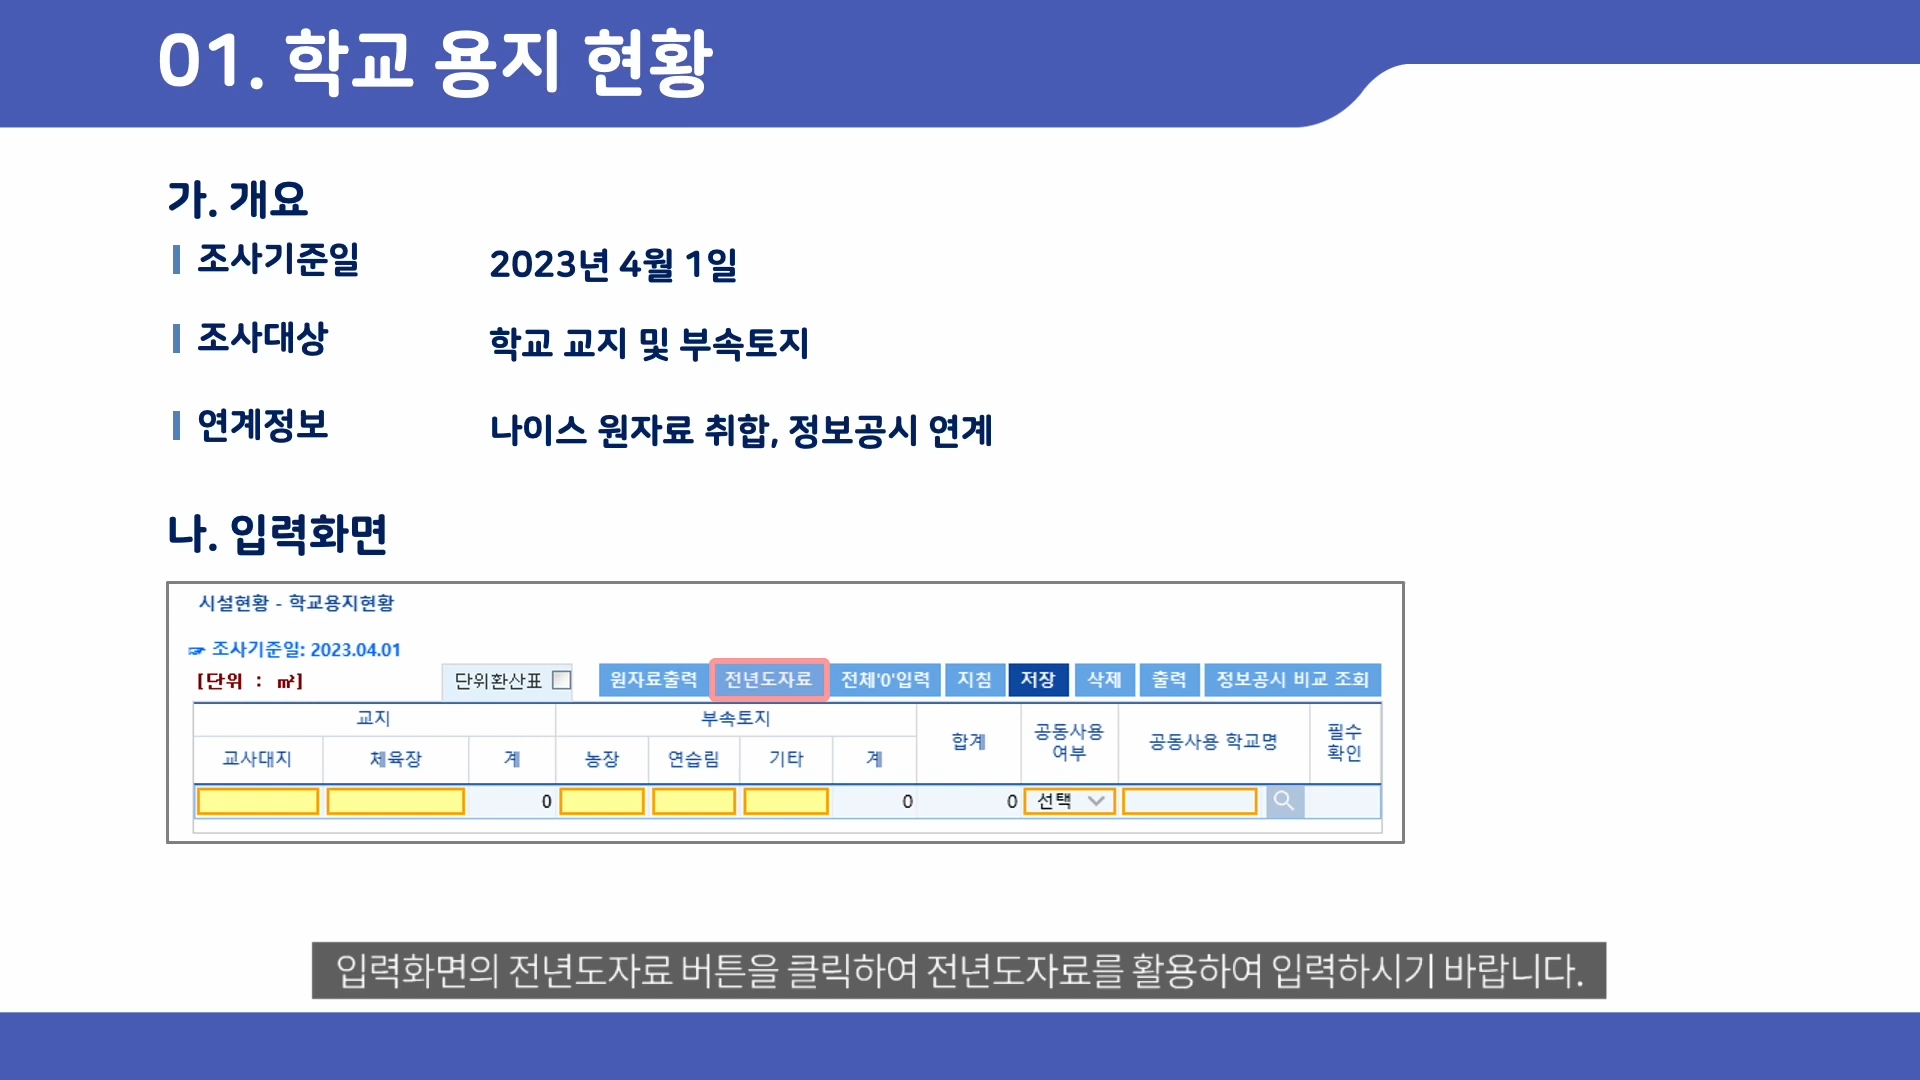 01. 학교 용지 현황
가. 개요
조사기준일 2023년 4월 1일
조사대상 학교 교지 및 부속토지
연계정보 나이스 원자료 취합, 정보공시 연계
나. 입력화면
시설현황 - 학교용지현황
☞ 조사기준일: 2023.04.01
[단위 : ㎡] 단위환산표 원자료출력 전년도자료 전체'0'입력 지침 저장 삭제 출력 정보공시 비교 조회
교지 부속토지 합계 공동사용 여부 공동사용 학교명 필수 확인
교사대지 체육장 계 농장 연습림 기타 계
0 0 0 선택
입력화면의 전년도자료 버튼을 클릭하여 전년도자료를 활용하여 입력하시기 바랍니다.